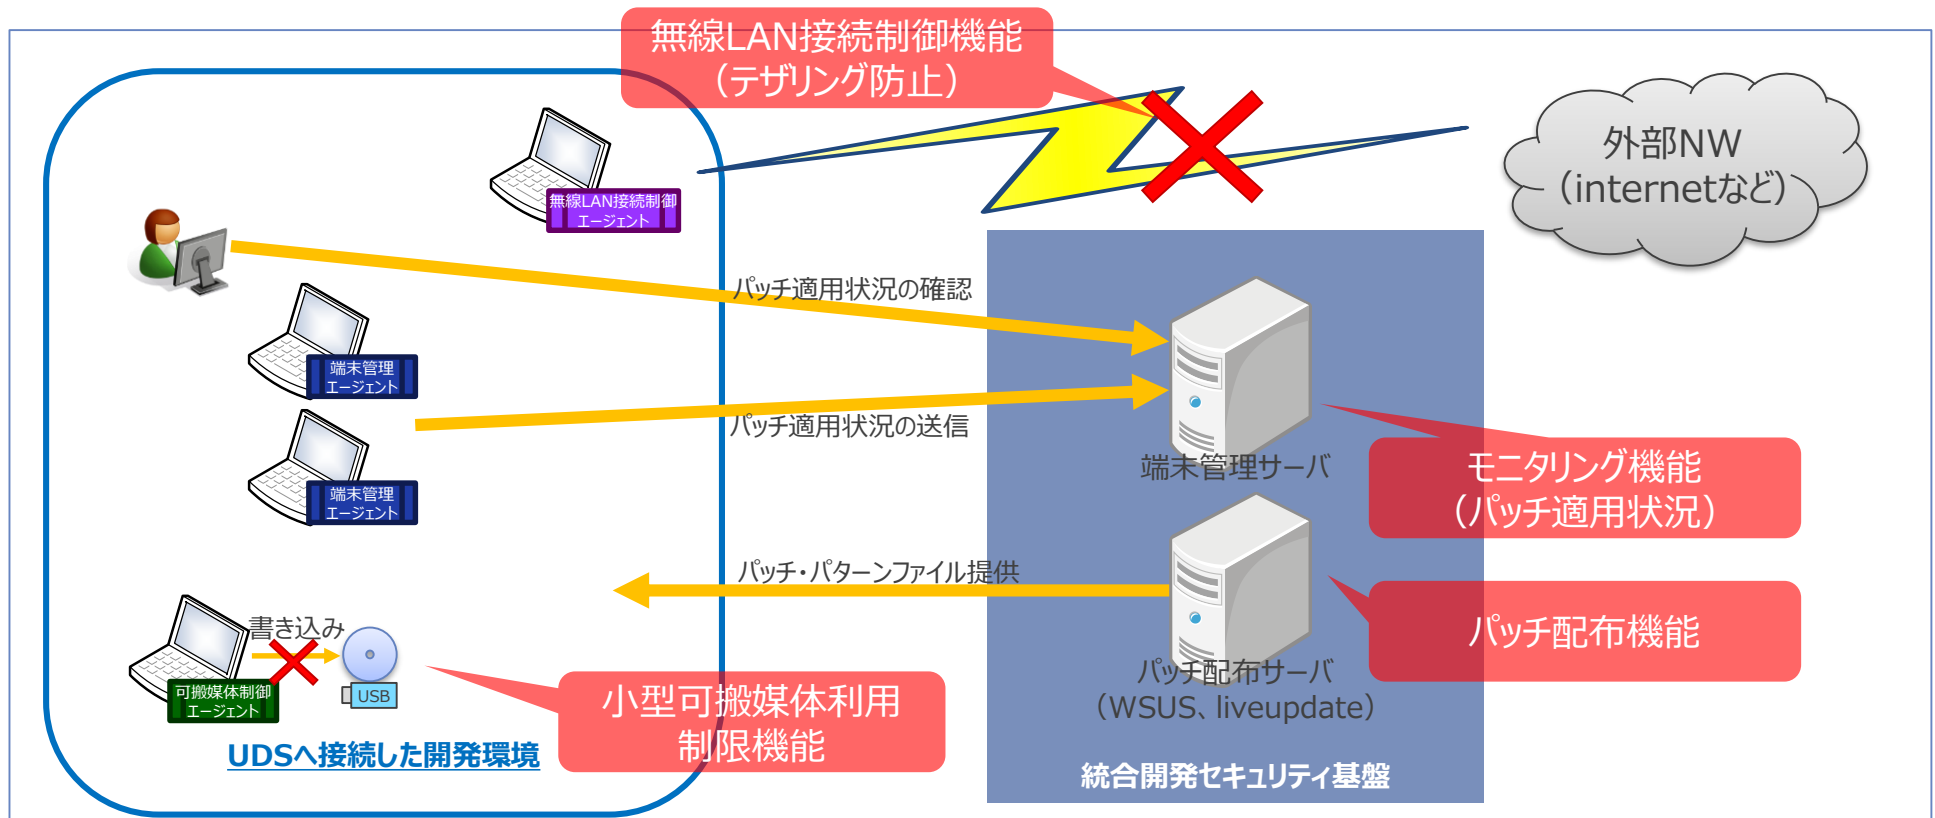 無線LAN接続制御機能
（テザリング防止）
外部NW
（internetなど）
無線LAN接続制御
エージェント
パッチ適用状況の確認
端末管理
エージェント
パッチ適用状況の送信
端末管理サーバ
モニタリング機能
（パッチ適用状況）
端末管理
エージェント
パッチ・パターンファイル提供
パッチ配布機能
書き込み
USB
可搬媒体制御
エージェント
小型可搬媒体利用
制限機能
パッチ配布サーバ
（WSUS、liveupdate）
UDSへ接続した開発環境
統合開発セキュリティ基盤